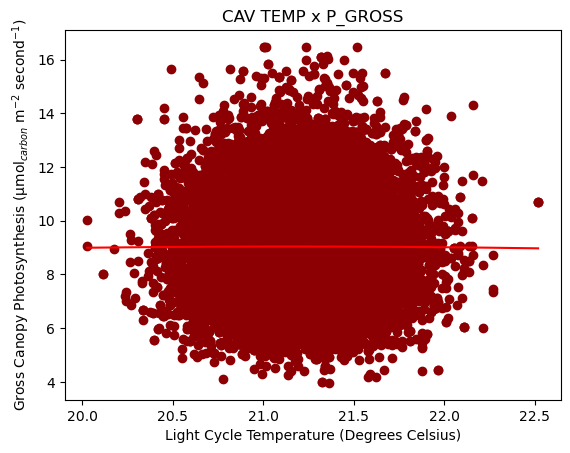 CAV TEMP x P_GROSS
Gross Canopy Photosynthesis (μmol_carbon m⁻² second⁻¹)
16
14
12
10
8
6
4
20.0 20.5 21.0 21.5 22.0 22.5
Light Cycle Temperature (Degrees Celsius)